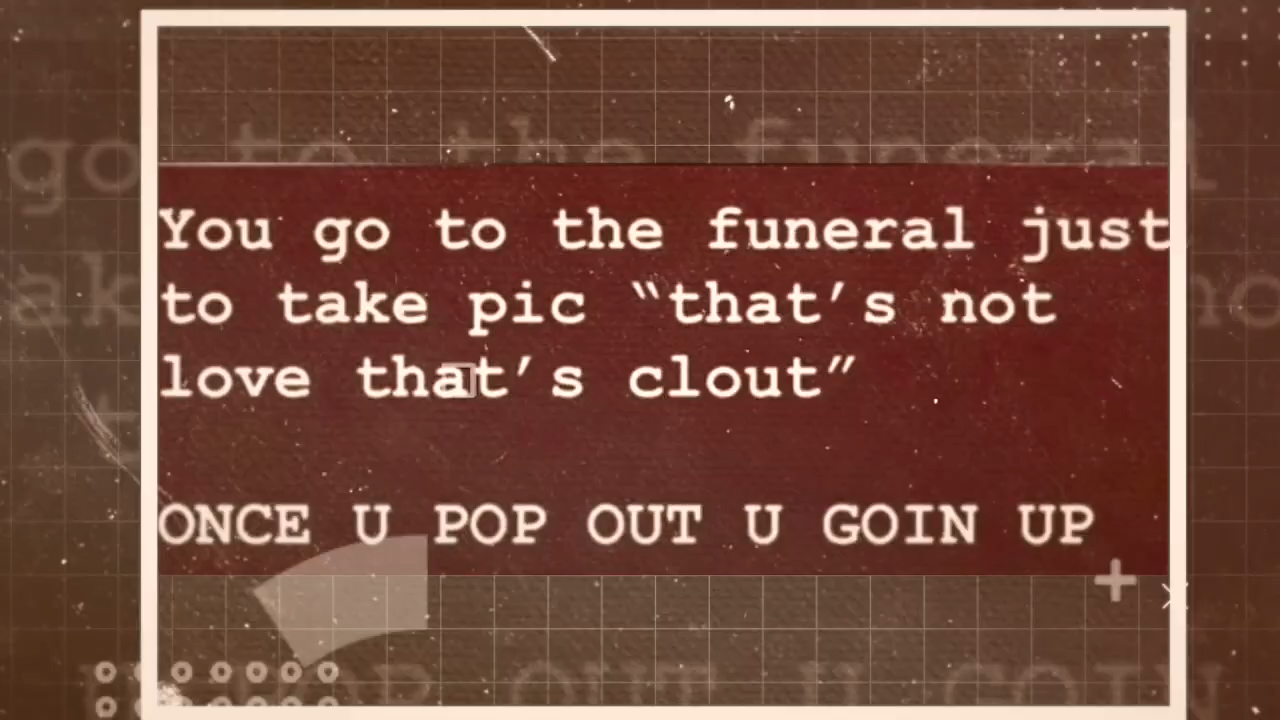 You go to the funeral just
to take pic “that’s not
love that’s clout”
ONCE U POP OUT U GOIN UP